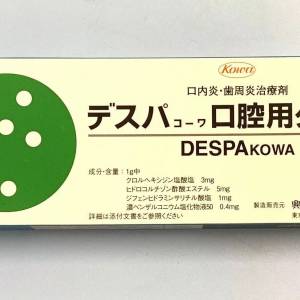 Kowa
口内炎・歯周炎治療剤
デスパコーワ口腔用
DESPAKOWA
成分・含量:1g中
クロルヘキシジン塩酸塩 3mg
ヒドロコルチゾン酢酸エステル 5mg
ジフェンヒドラミンサリチル酸塩 1mg
濃ベンザルコニウム塩化物液50 0.4mg
詳細は添付文書をご参照ください
製造販売元 興
東京